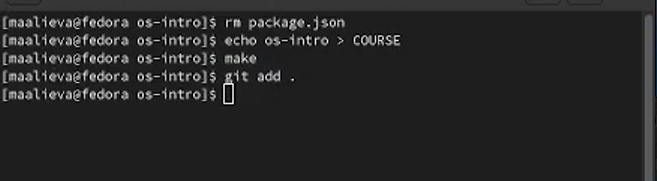 [maalieva@fedora os-intro]$ rm package.json
[maalieva@fedora os-intro]$ echo os-intro > COURSE
[maalieva@fedora os-intro]$ make
[maalieva@fedora os-intro]$ git add .
[maalieva@fedora os-intro]$